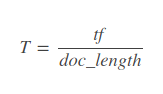 T = tf / doc_length